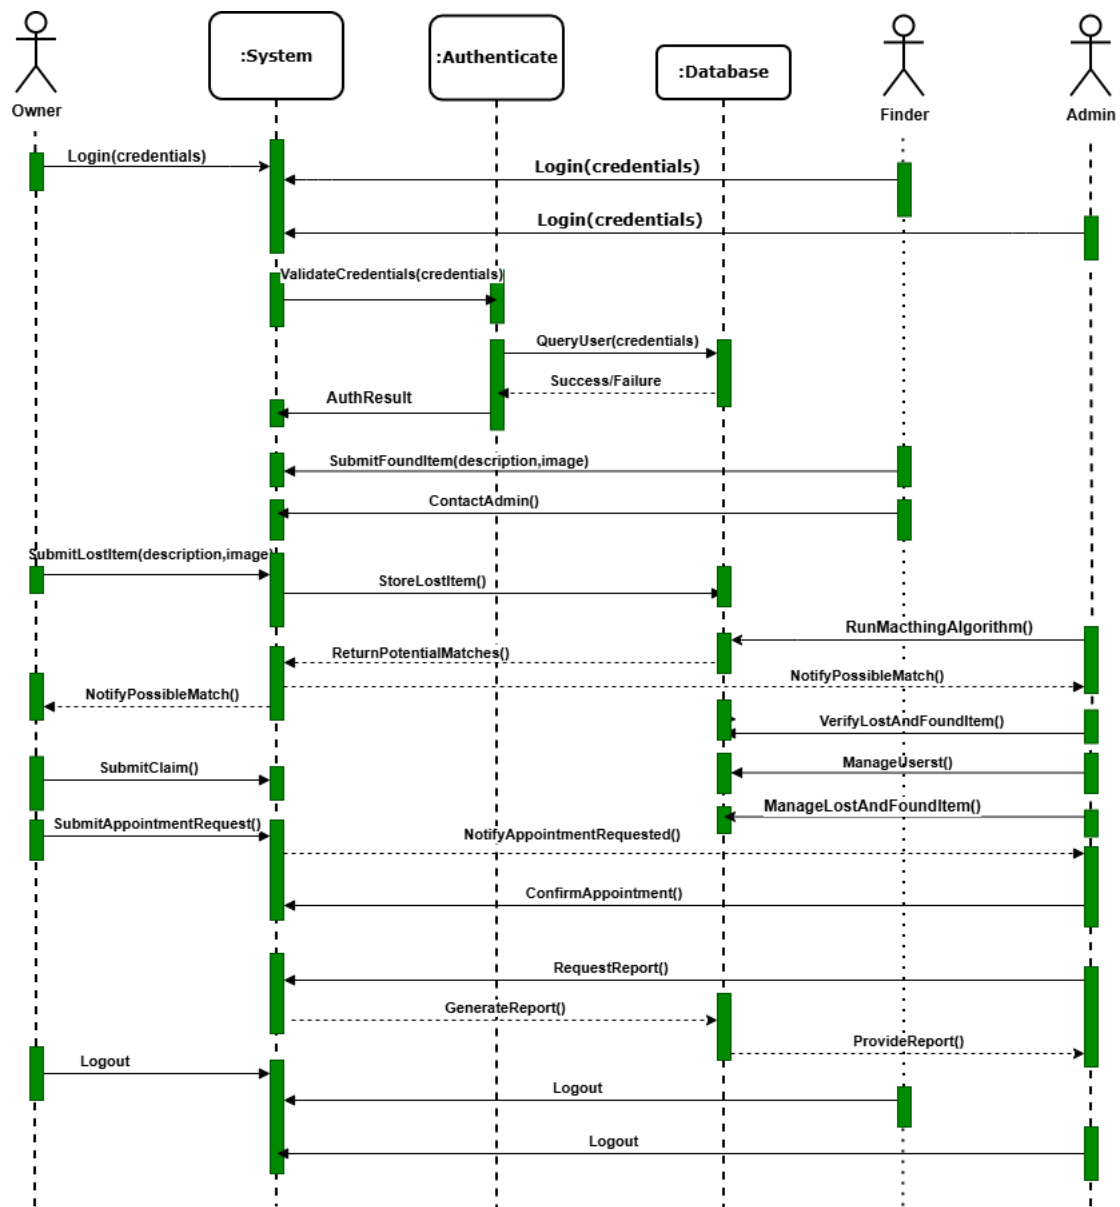 :System
:Authenticate
:Database
Owner
Finder
Admin
Login(credentials)
Login(credentials)
Login(credentials)
ValidateCredentials(credentials)
QueryUser(credentials)
Success/Failure
AuthResult
SubmitFoundItem(description,image)
ContactAdmin()
SubmitLostItem(description,image)
StoreLostItem()
RunMacthingAlgorithm()
ReturnPotentialMatches()
NotifyPossibleMatch()
NotifyPossibleMatch()
VerifyLostAndFoundItem()
ManageUserst()
SubmitClaim()
ManageLostAndFoundItem()
SubmitAppointmentRequest()
NotifyAppointmentRequested()
ConfirmAppointment()
RequestReport()
GenerateReport()
ProvideReport()
Logout
Logout
Logout